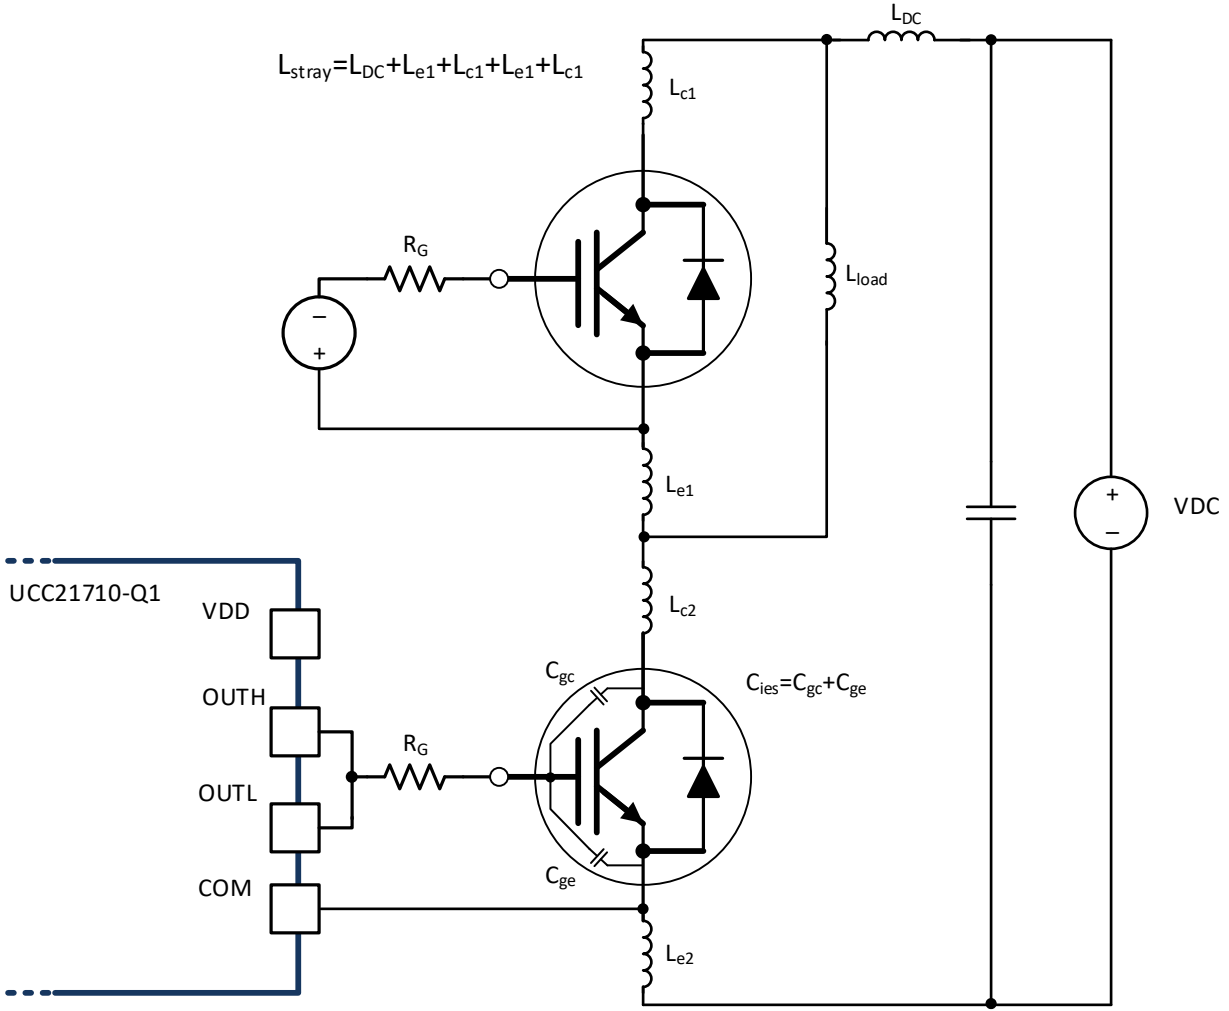 L_DC
L_stray=L_DC+L_e1+L_c1+L_e1+L_c1
L_c1
R_G
L_load
−
+
L_e1
+
−
VDC
UCC21710-Q1
VDD
L_c2
C_gc
C_ies=C_gc+C_ge
OUTH
R_G
OUTL
C_ge
COM
L_e2